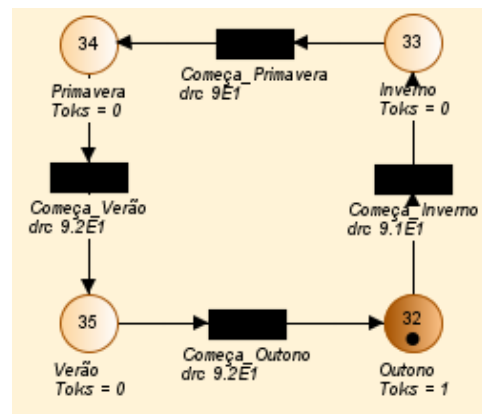 34
33
Começa_Primavera
drc 9E1
Primavera
Toks = 0
Inverno
Toks = 0
Começa_Verão
drc 9.2E1
Começa_Inverno
drc 9.1E1
35
32
Começa_Outono
drc 9.2E1
Verão
Toks = 0
Outono
Toks = 1